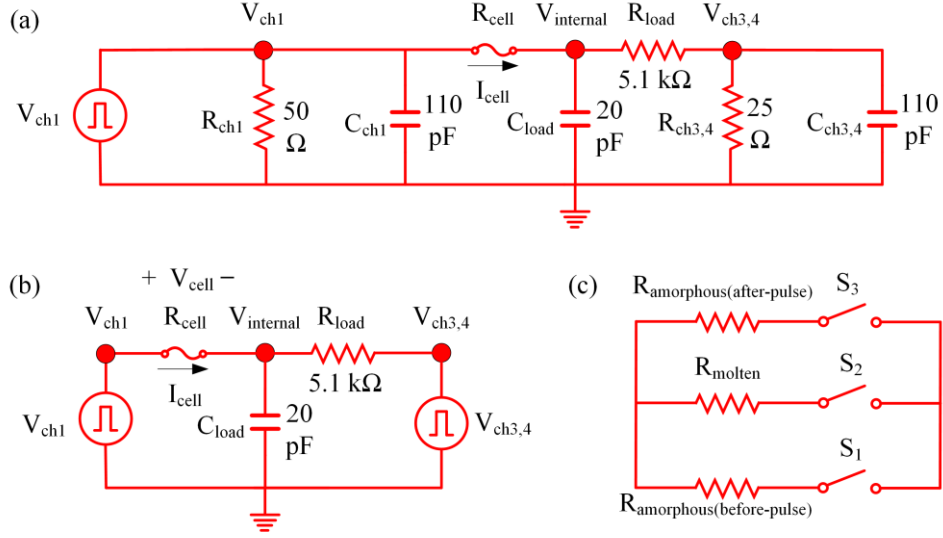 (a)
V_ch1
R_cell
V_internal
R_load
V_ch3,4
I_cell
5.1 kΩ
V_ch1
R_ch1
50
Ω
C_ch1
110
pF
C_load
20
pF
R_ch3,4
25
Ω
C_ch3,4
110
pF
(b)
+ V_cell −
V_ch1
R_cell
V_internal
R_load
V_ch3,4
I_cell
5.1 kΩ
V_ch1
C_load
20
pF
V_ch3,4
(c)
R_amorphous(after-pulse)
S_3
R_molten
S_2
S_1
R_amorphous(before-pulse)